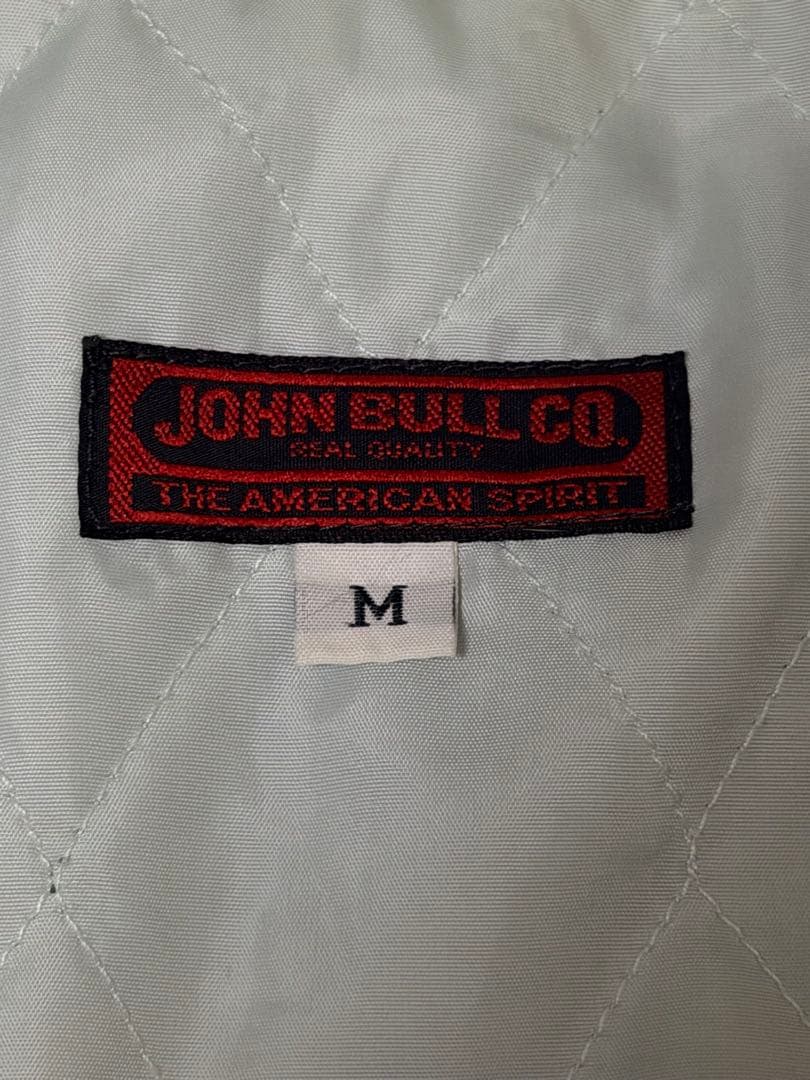 JOHN BULL CO.
REAL QUALITY
THE AMERICAN SPIRIT
M